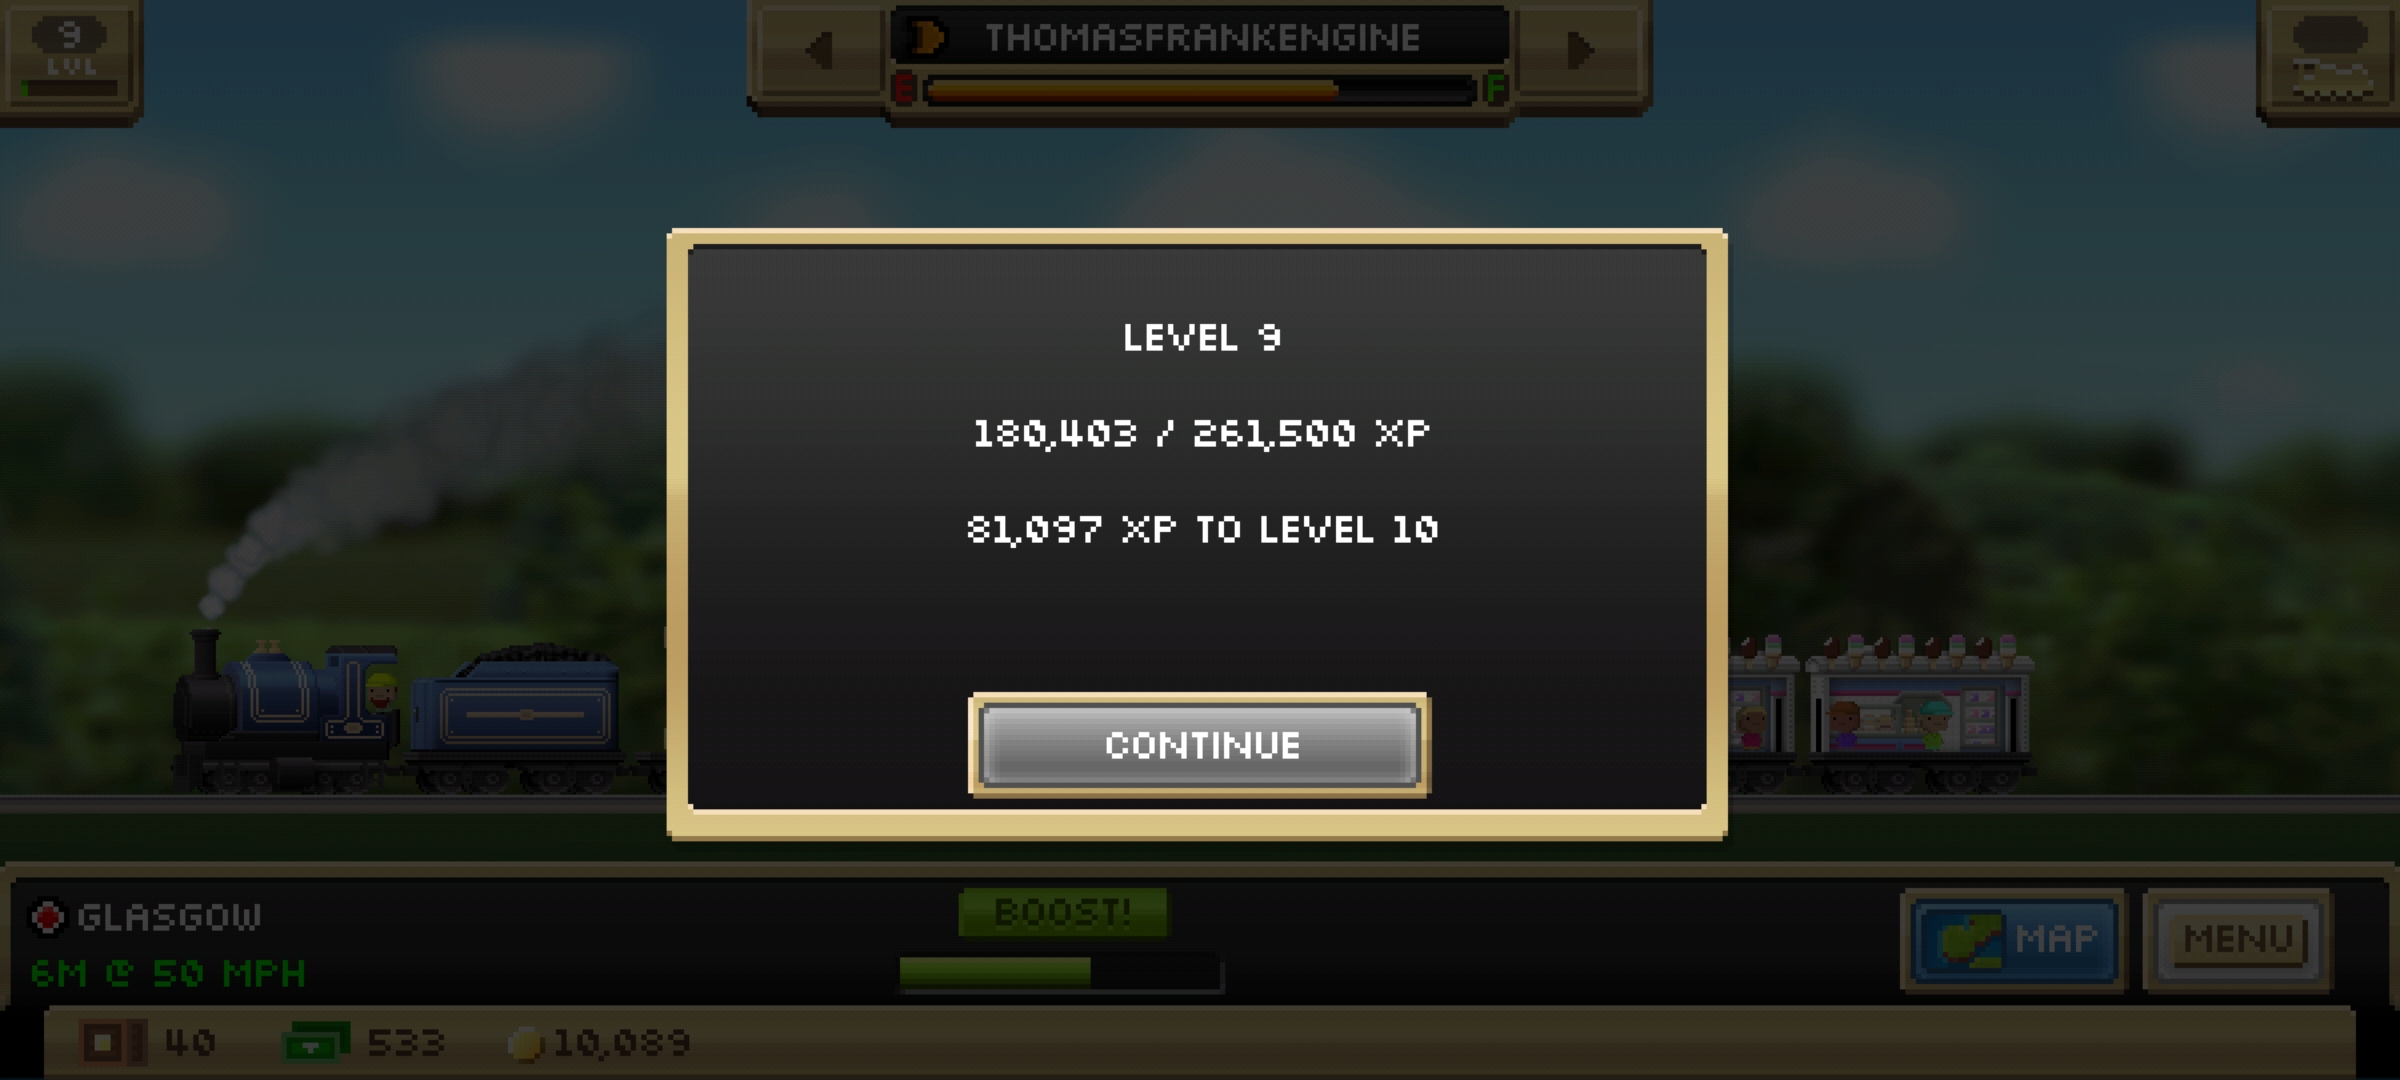 9
LVL
THOMASFRANKENGINE
E
F
LEVEL 9
180,403 / 261,500 XP
81,097 XP TO LEVEL 10
CONTINUE
GLASGOW
6M @ 50 MPH
BOOST!
MAP
MENU
40
533
10,089